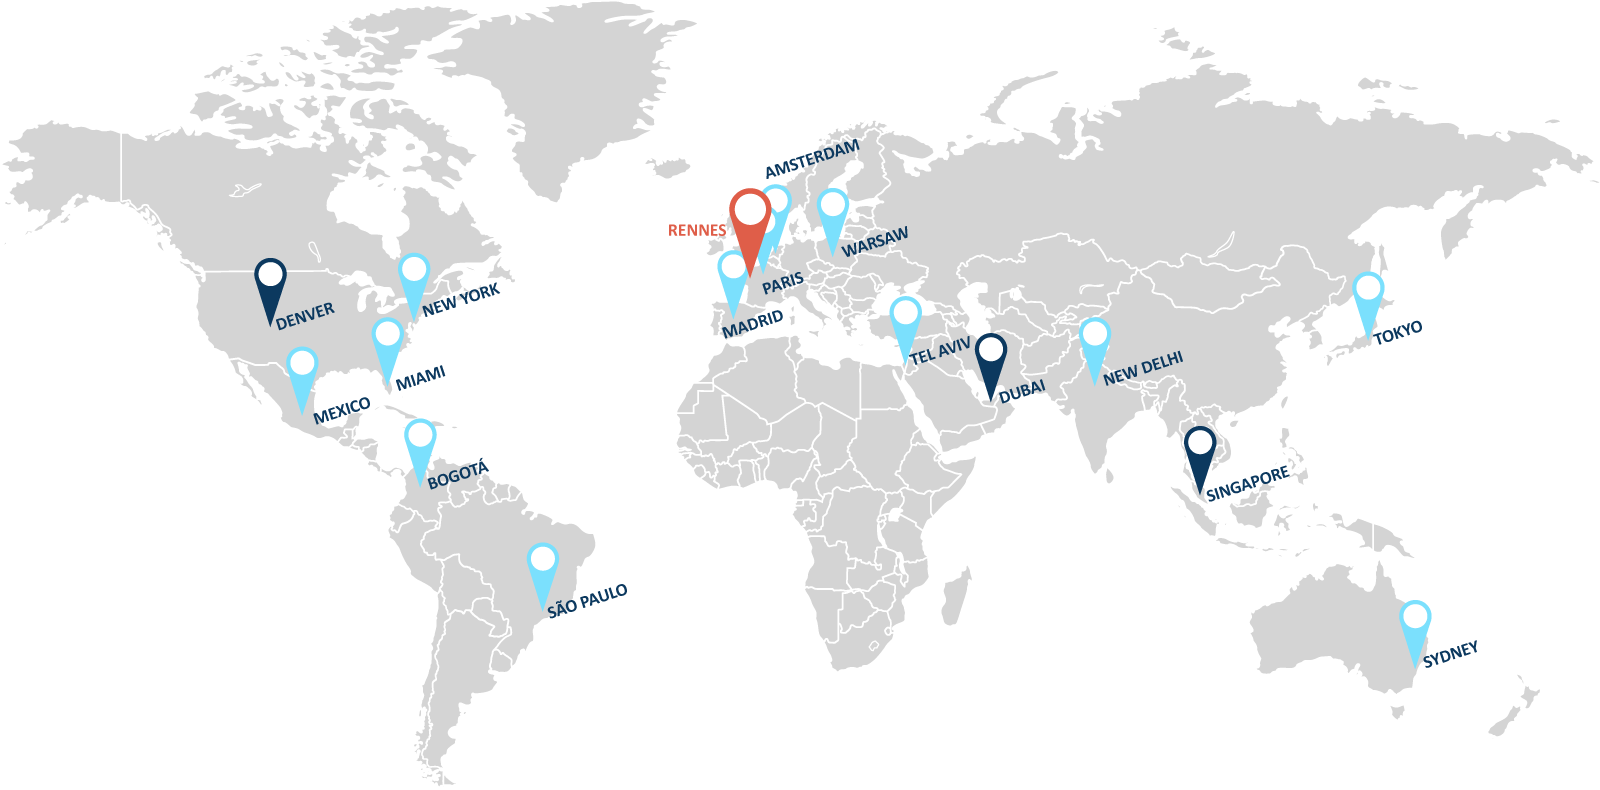 AMSTERDAM
RENNES
WARSAW
PARIS
NEW YORK
DENVER
MADRID
TOKYO
TEL AVIV
NEW DELHI
MIAMI
DUBAI
MEXICO
BOGOTÁ
SINGAPORE
SÃO PAULO
SYDNEY